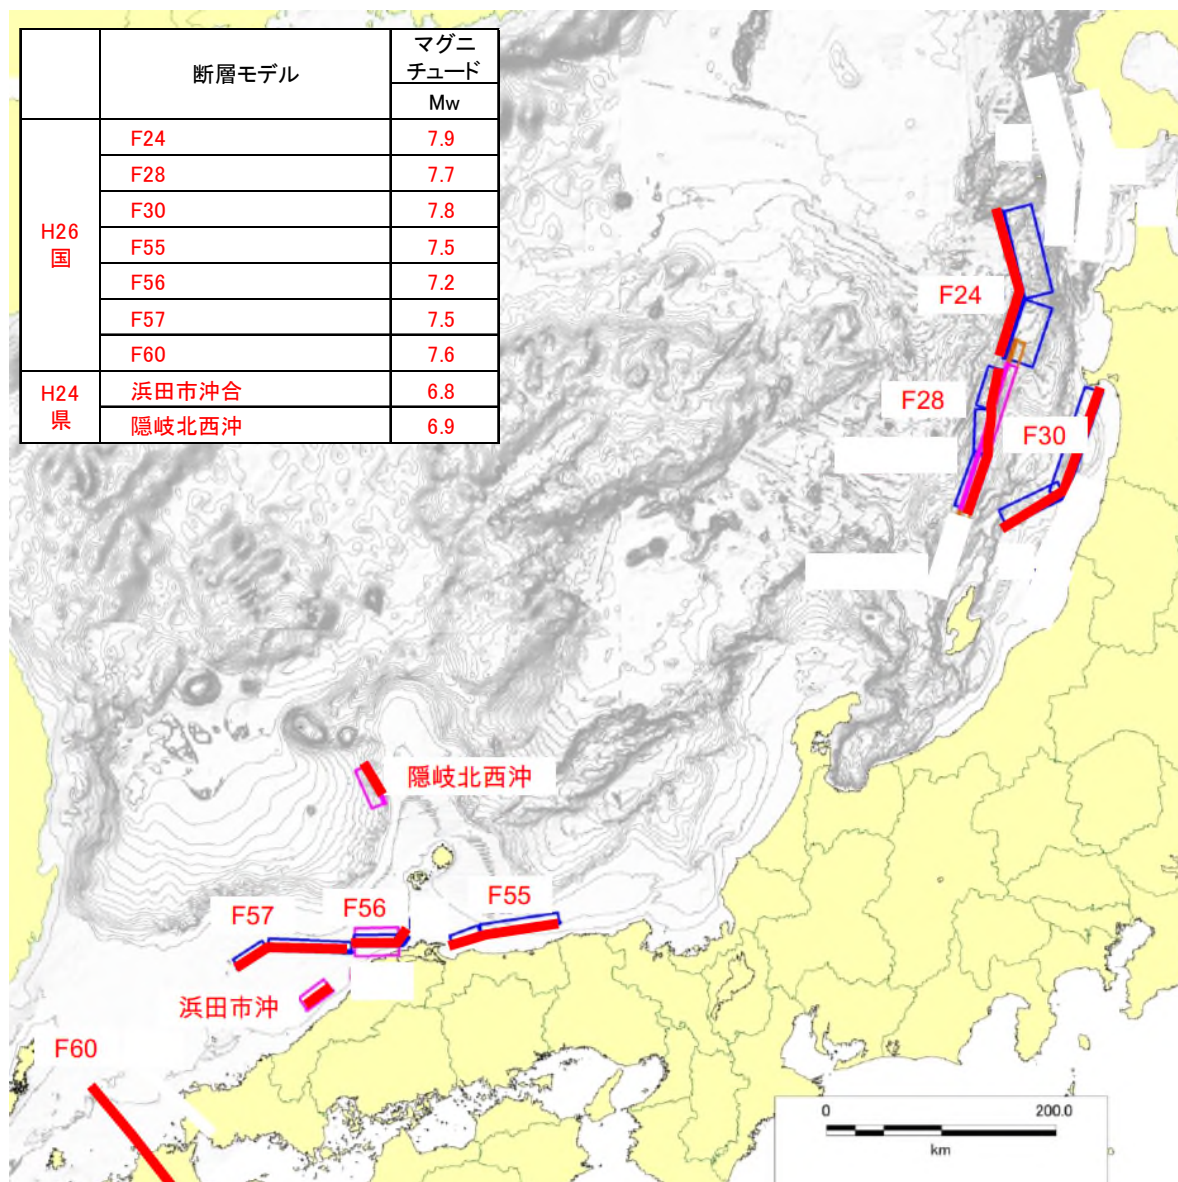 断層モデル
マグニ
チュード
Mw
H26
国
F24 7.9
F28 7.7
F30 7.8
F55 7.5
F56 7.2
F57 7.5
F60 7.6
H24
県
浜田市沖合 6.8
隠岐北西沖 6.9
F24
F28
F30
隠岐北西沖
F55
F56
F57
浜田市沖
F60
0 200.0
km